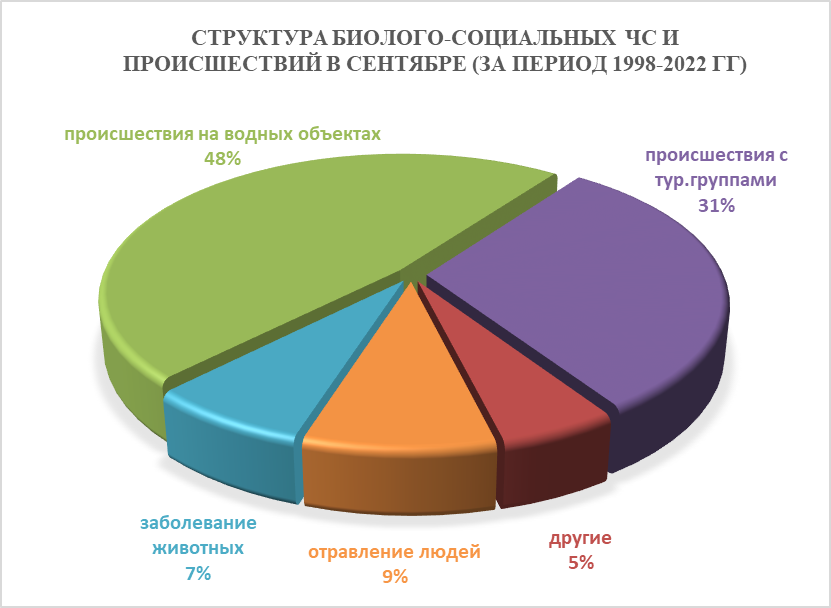 СТРУКТУРА БИОЛОГО-СОЦИАЛЬНЫХ ЧС И
ПРОИСШЕСТВИЙ В СЕНТЯБРЕ (ЗА ПЕРИОД 1998-2022 ГГ)
происшествия на водных объектах
48%
происшествия с
тур.группами
31%
заболевание
животных
7%
отравление людей
9%
другие
5%